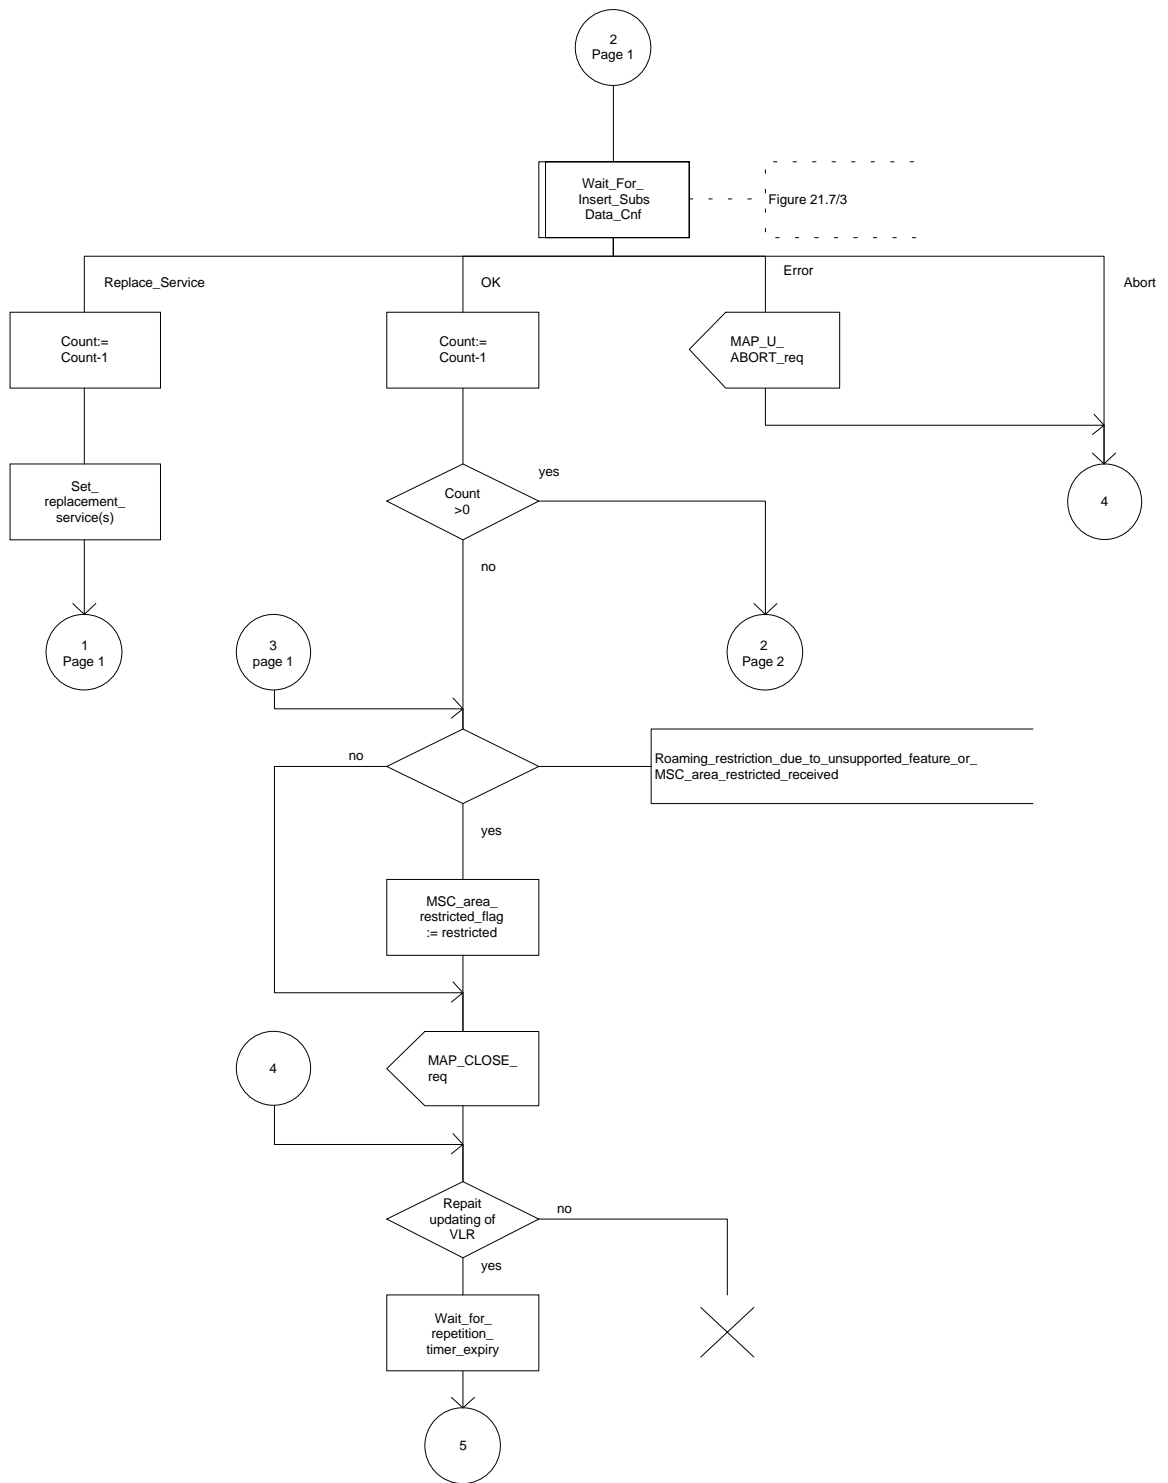 2
Page 1
Wait_For_
Insert_Subs
Data_Cnf
Figure 21.7/3
Replace_Service
OK
Error
Abort
Count:=
Count-1
Count:=
Count-1
MAP_U_
ABORT_req
Set_
replacement_
service(s)
Count
>0
yes
no
4
1
Page 1
3
page 1
2
Page 2
no
Roaming_restriction_due_to_unsupported_feature_or_
MSC_area_restricted_received
yes
MSC_area_
restricted_flag
:= restricted
4
MAP_CLOSE_
req
Repait
updating of
VLR
no
yes
Wait_for_
repetition_
timer_expiry
5